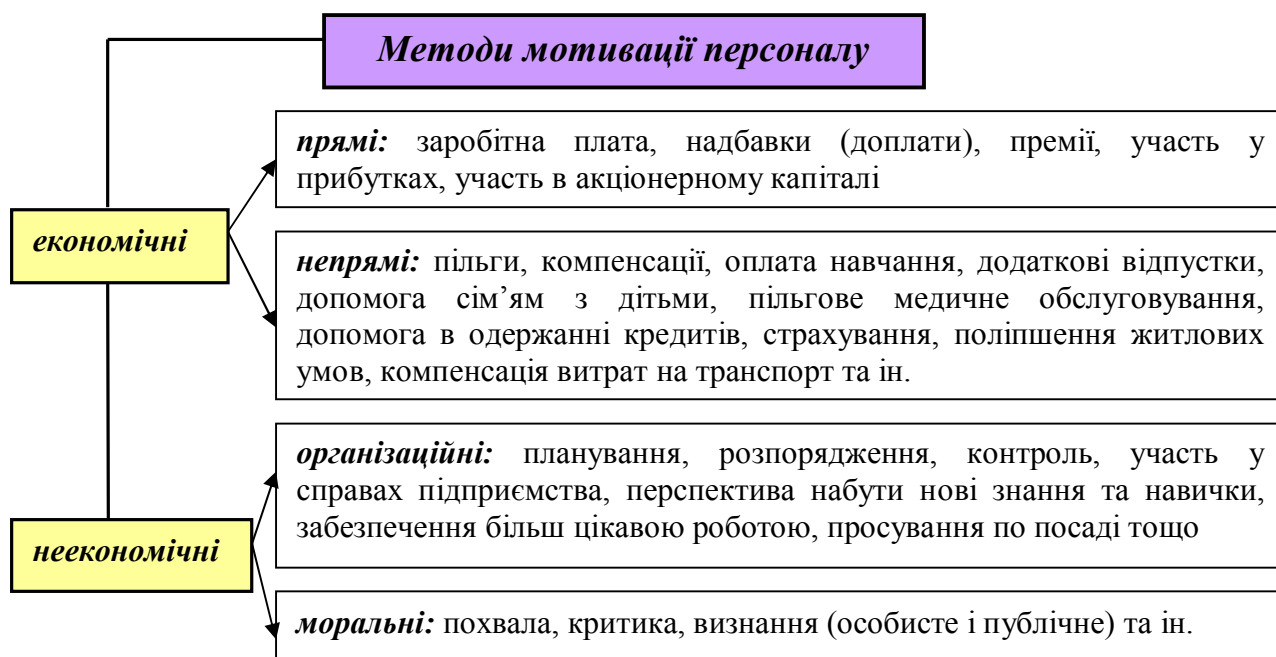 Методи мотивації персоналу
прямі: заробітна плата, надбавки (доплати), премії, участь у
прибутках, участь в акціонерному капіталі
економічні
непрямі: пільги, компенсації, оплата навчання, додаткові відпустки,
допомога сім’ям з дітьми, пільгове медичне обслуговування,
допомога в одержанні кредитів, страхування, поліпшення житлових
умов, компенсація витрат на транспорт та ін.
організаційні: планування, розпорядження, контроль, участь у
справах підприємства, перспектива набути нові знання та навички,
забезпечення більш цікавою роботою, просування по посаді тощо
неекономічні
моральні: похвала, критика, визнання (особисте і публічне) та ін.